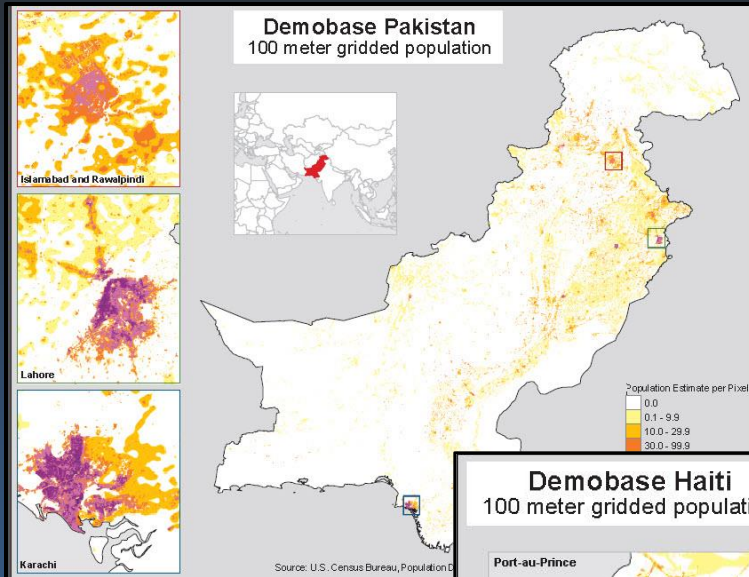 Demobase Pakistan
100 meter gridded population
Islamabad and Rawalpindi
Lahore
Karachi
Population Estimate per Pixel
0.0
0.1 - 9.9
10.0 - 29.9
30.0 - 99.9
Source: U.S. Census Bureau, Population D
Demobase Haiti
100 meter gridded populatio
Port-au-Prince